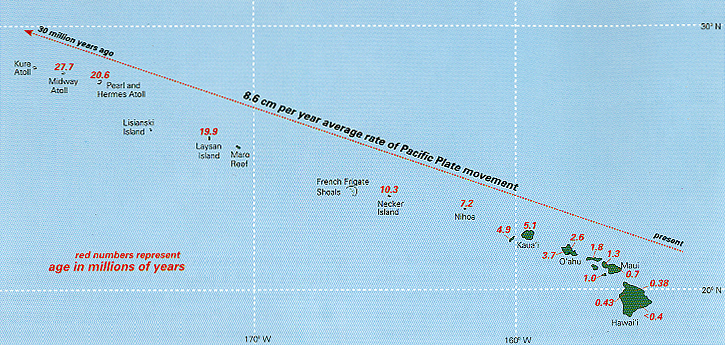 30° N
30 million years ago
Kure
Atoll
27.7
Midway
Atoll
20.6
Pearl and
Hermes Atoll
8.6 cm per year average rate of Pacific Plate movement
Lisianski
Island
19.9
Laysan
Island
Maro
Reef
French Frigate
Shoals
10.3
Necker
Island
7.2
Nihoa
4.9
5.1
Kaua'i
present
2.6
3.7
O'ahu
1.8
1.3
Maui
1.0
0.7
0.38
0.43
0.4
Hawai'i
red numbers represent
age in millions of years
20° N
170° W
160° W